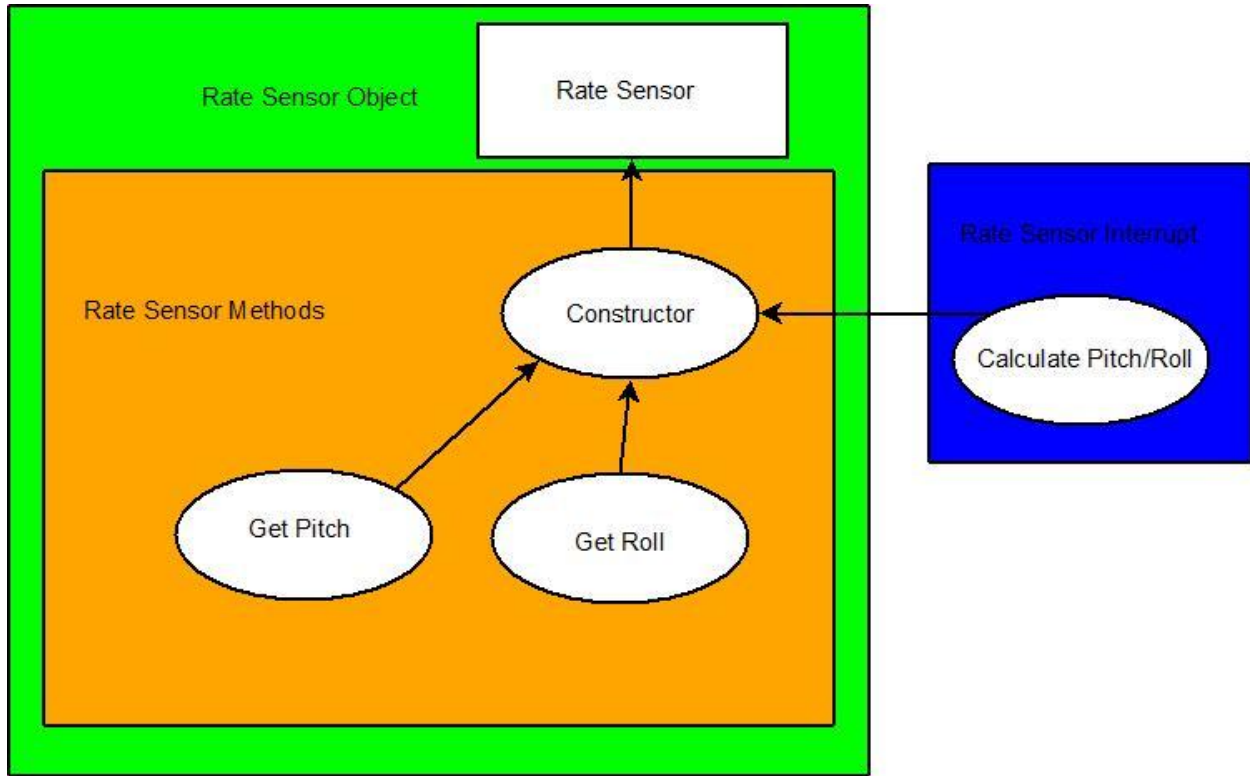 Rate Sensor
Rate Sensor Object
Rate Sensor Interrupt
Rate Sensor Methods
Constructor
Calculate Pitch/Roll
Get Pitch
Get Roll